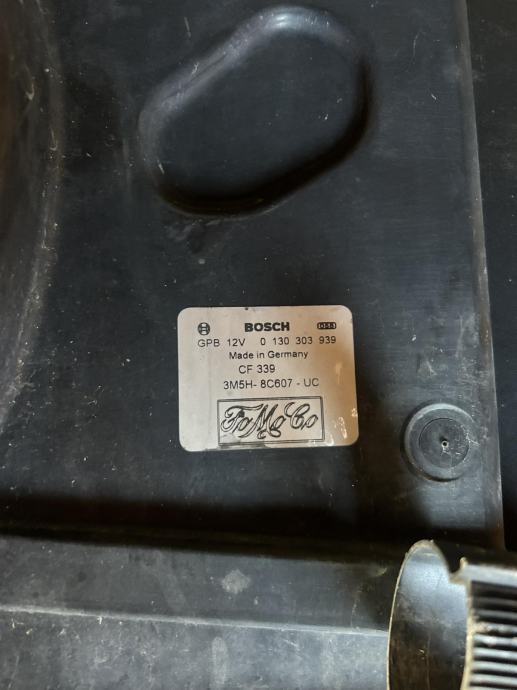 BOSCH
GPB 12V 0 130 303 939
Made in Germany
CF 339
3M5H- 8C607 - UC
FoMoCo